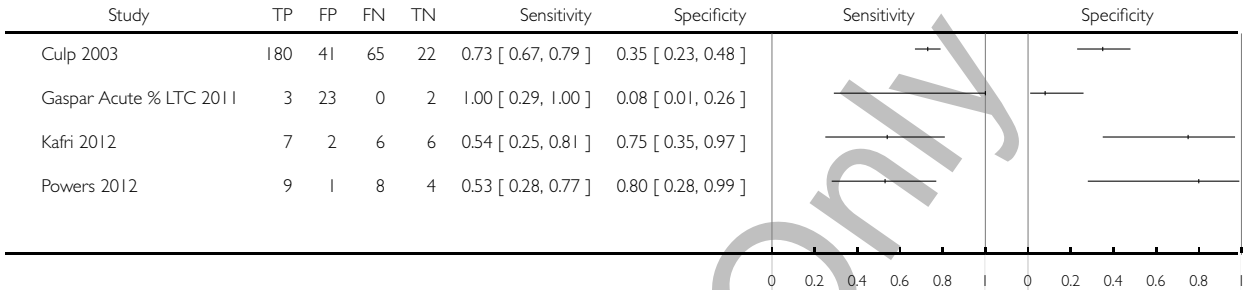 Study TP FP FN TN Sensitivity Specificity Sensitivity Specificity
Culp 2003 180 41 65 22 0.73 [ 0.67, 0.79 ] 0.35 [ 0.23, 0.48 ]
Gaspar Acute % LTC 2011 3 23 0 2 1.00 [ 0.29, 1.00 ] 0.08 [ 0.01, 0.26 ]
Kafri 2012 7 2 6 6 0.54 [ 0.25, 0.81 ] 0.75 [ 0.35, 0.97 ]
Powers 2012 9 1 8 4 0.53 [ 0.28, 0.77 ] 0.80 [ 0.28, 0.99 ]
0 0.2 0.4 0.6 0.8 1 0 0.2 0.4 0.6 0.8 1
Only